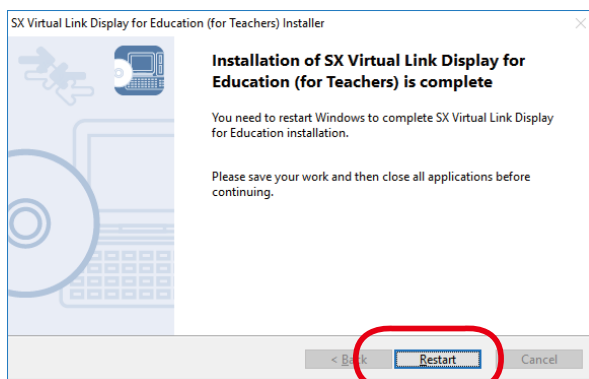 SX Virtual Link Display for Education (for Teachers) Installer
Installation of SX Virtual Link Display for
Education (for Teachers) is complete
You need to restart Windows to complete SX Virtual Link Display
for Education installation.
Please save your work and then close all applications before
continuing.
< Back Restart Cancel